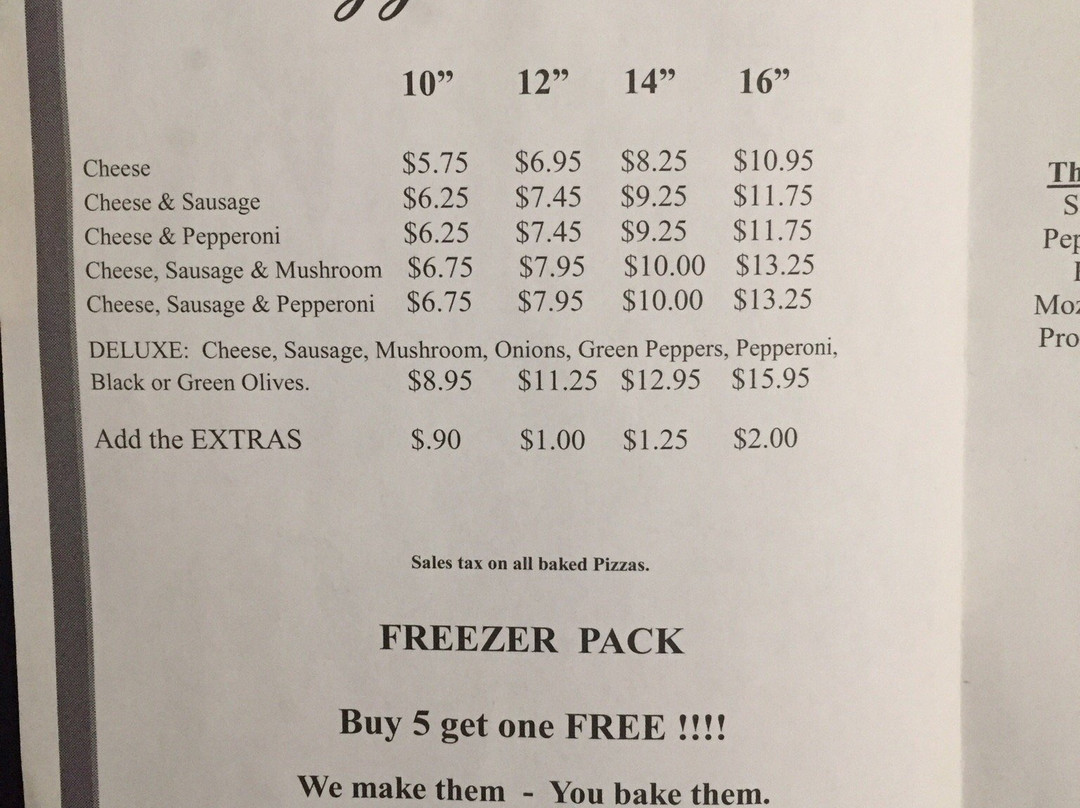 10” 12” 14” 16”
Cheese $5.75 $6.95 $8.25 $10.95
Cheese & Sausage $6.25 $7.45 $9.25 $11.75
Cheese & Pepperoni $6.25 $7.45 $9.25 $11.75
Cheese, Sausage & Mushroom $6.75 $7.95 $10.00 $13.25
Cheese, Sausage & Pepperoni $6.75 $7.95 $10.00 $13.25
DELUXE: Cheese, Sausage, Mushroom, Onions, Green Peppers, Pepperoni,
Black or Green Olives. $8.95 $11.25 $12.95 $15.95
Add the EXTRAS $.90 $1.00 $1.25 $2.00
Sales tax on all baked Pizzas.
FREEZER PACK
Buy 5 get one FREE !!!!
We make them - You bake them.
Th
S
Pep
Moz
Pro